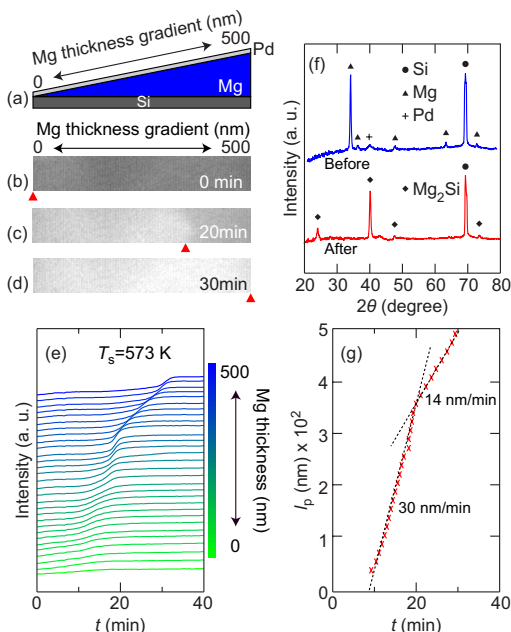 Mg thickness gradient (nm)
0
500
Pd
Mg
Si
(a)
Mg thickness gradient (nm)
0
500
(b)
0 min
(c)
20min
(d)
30min
(e)
Ts=573 K
Intensity (a. u.)
500
Mg thickness (nm)
0
0
20
40
t (min)
(f)
● Si
▲ Mg
+ Pd
Before
◆ Mg2Si
After
Intensity (a. u.)
20 30 40 50 60 70 80
2θ (degree)
(g)
5
4
3
2
1
0
lp (nm) x 10²
14 nm/min
30 nm/min
0
20
40
t (min)